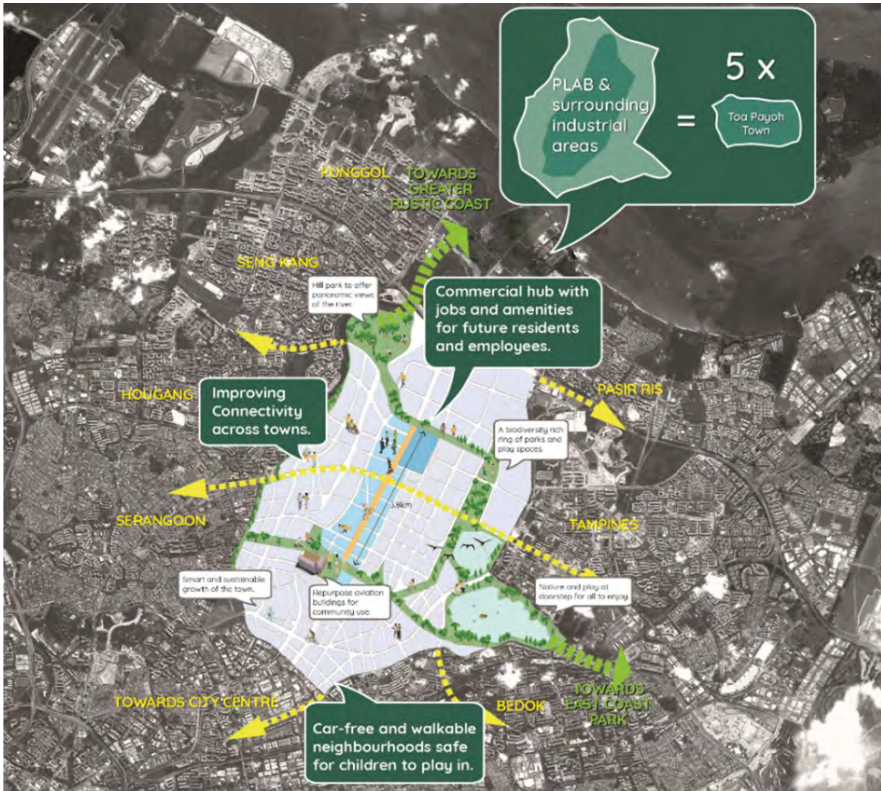 PLAB &
surrounding
industrial
areas
=
5 x
Toa Payoh
Town
PUNGGOL
TOWARDS
GREATER
RUSTIC COAST
SENG KANG
Hill park to offer
panoramic views
of the river.
Commercial hub with
jobs and amenities
for future residents
and employees.
HOUGANG
Improving
Connectivity
across towns.
PASIR RIS
A biodiversity rich
ring of parks and
play spaces.
3.8km
SERANGOON
TAMPINES
Smart and sustainable
growth of the town.
Repurpose aviation
buildings for
community use.
Nature and play at
doorstep for all to enjoy
TOWARDS CITY CENTRE
BEDOK
TOWARDS
EAST COAST
PARK
Car-free and walkable
neighbourhoods safe
for children to play in.